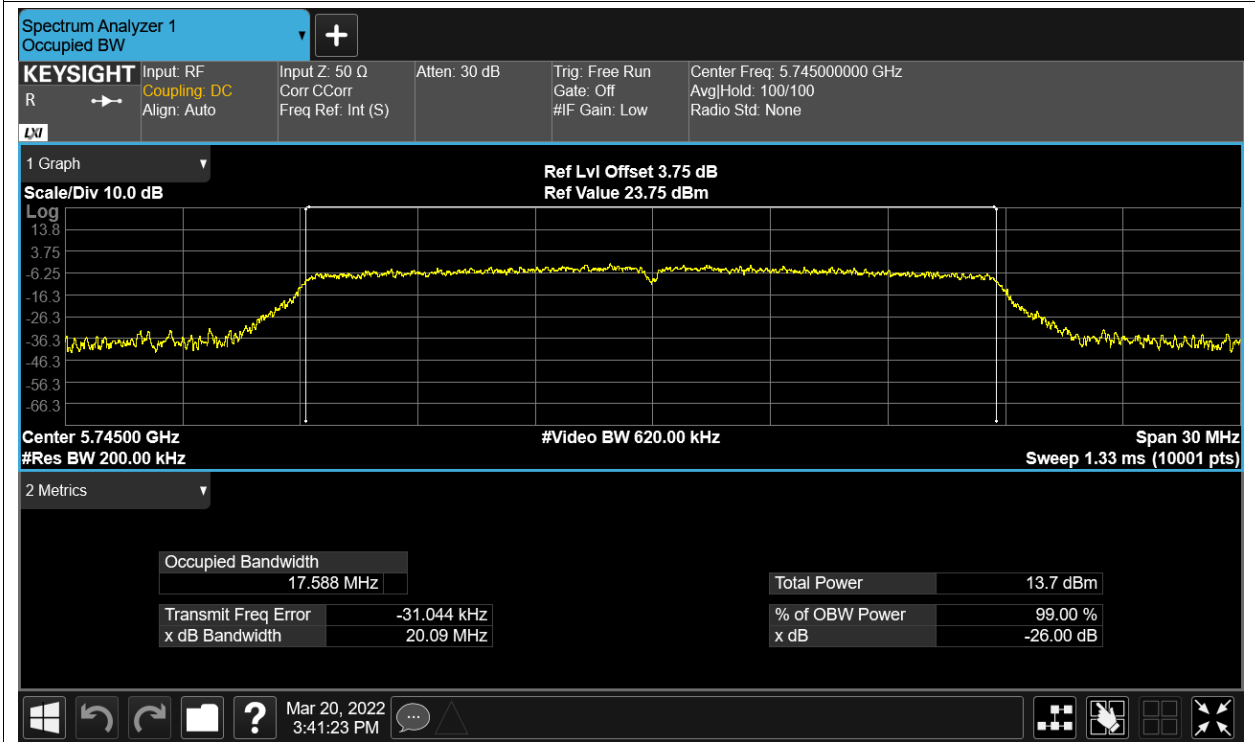 Spectrum Analyzer 1
Occupied BW
KEYSIGHT
R
LXI
Input: RF
Coupling: DC
Align: Auto
Input Z: 50 Ω
Corr CCorr
Freq Ref: Int (S)
Atten: 30 dB
Trig: Free Run
Gate: Off
#IF Gain: Low
Center Freq: 5.745000000 GHz
Avg|Hold: 100/100
Radio Std: None
1 Graph
Scale/Div 10.0 dB
Ref Lvl Offset 3.75 dB
Ref Value 23.75 dBm
Log
13.8
3.75
-6.25
-16.3
-26.3
-36.3
-46.3
-56.3
-66.3
Center 5.74500 GHz
#Video BW 620.00 kHz
Span 30 MHz
#Res BW 200.00 kHz
Sweep 1.33 ms (10001 pts)
2 Metrics
Occupied Bandwidth
17.588 MHz
Total Power 13.7 dBm
Transmit Freq Error -31.044 kHz
% of OBW Power 99.00 %
x dB Bandwidth 20.09 MHz
x dB -26.00 dB
?
Mar 20, 2022
3:41:23 PM